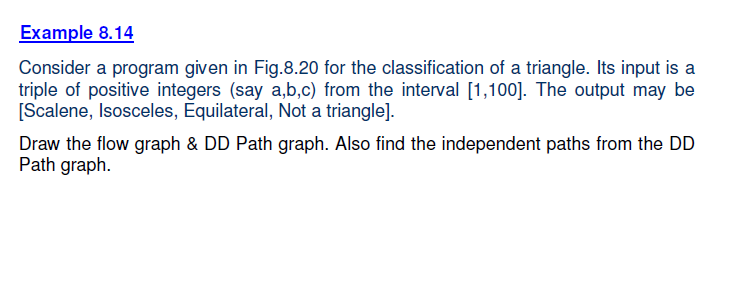 Example 8.14
Consider a program given in Fig.8.20 for the classification of a triangle. Its input is a
triple of positive integers (say a,b,c) from the interval [1,100]. The output may be
[Scalene, Isosceles, Equilateral, Not a triangle].
Draw the flow graph & DD Path graph. Also find the independent paths from the DD
Path graph.